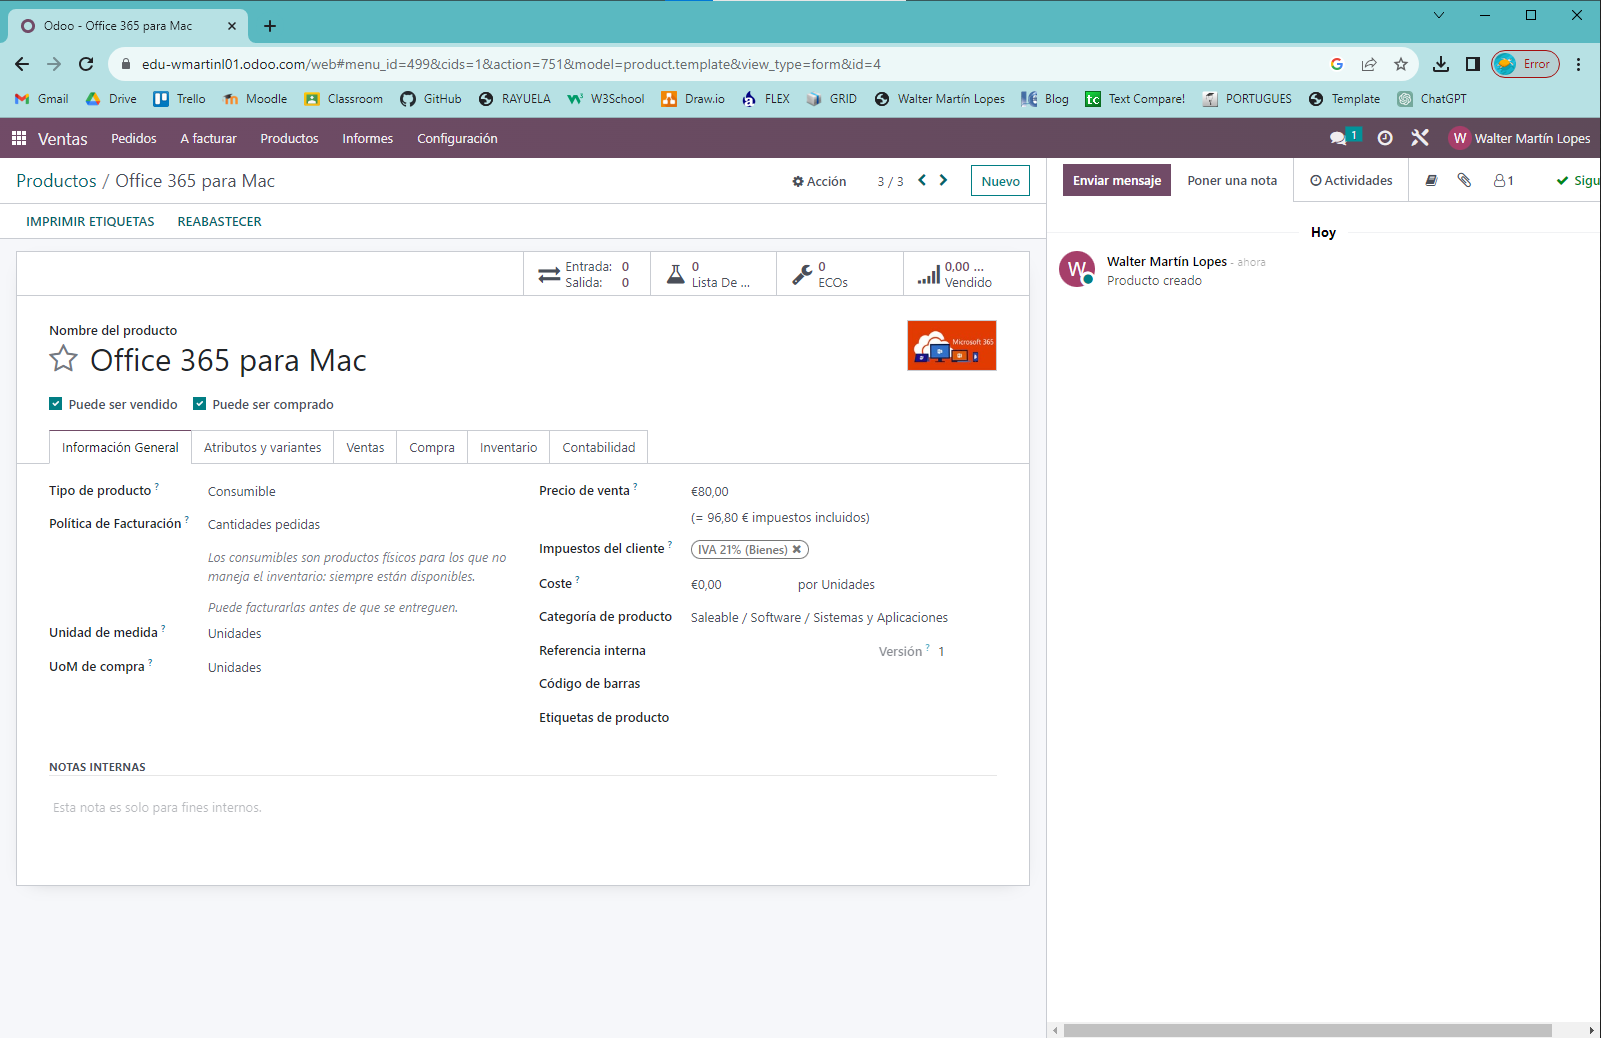 Odoo - Office 365 para Mac
edu-wmartinl01.odoo.com/web#menu_id=499&cids=1&action=751&model=product.template&view_type=form&id=4
Error
Gmail Drive Trello Moodle Classroom GitHub RAYUELA W3School Draw.io FLEX GRID Walter Martín Lopes Blog Text Compare! PORTUGUES Template ChatGPT
Ventas Pedidos A facturar Productos Informes Configuración 1 W Walter Martín Lopes
Productos / Office 365 para Mac Acción 3 / 3 Nuevo Enviar mensaje Poner una nota Actividades 1 Sigu
IMPRIMIR ETIQUETAS REABASTECER
Hoy
Entrada: 0
Salida: 0
0
Lista De ...
0
ECOs
0,00 ...
Vendido
W
Walter Martín Lopes - ahora
Producto creado
Nombre del producto
Office 365 para Mac
Microsoft 365
Puede ser vendido Puede ser comprado
Información General Atributos y variantes Ventas Compra Inventario Contabilidad
Tipo de producto ? Consumible
Política de Facturación ? Cantidades pedidas
Los consumibles son productos físicos para los que no
maneja el inventario: siempre están disponibles.
Puede facturarlas antes de que se entreguen.
Unidad de medida ? Unidades
UoM de compra ? Unidades
Precio de venta ? €80,00
(= 96,80 € impuestos incluidos)
Impuestos del cliente ? IVA 21% (Bienes) ✖
Coste ? €0,00 por Unidades
Categoría de producto Saleable / Software / Sistemas y Aplicaciones
Referencia interna Versión ? 1
Código de barras
Etiquetas de producto
NOTAS INTERNAS
Esta nota es solo para fines internos.